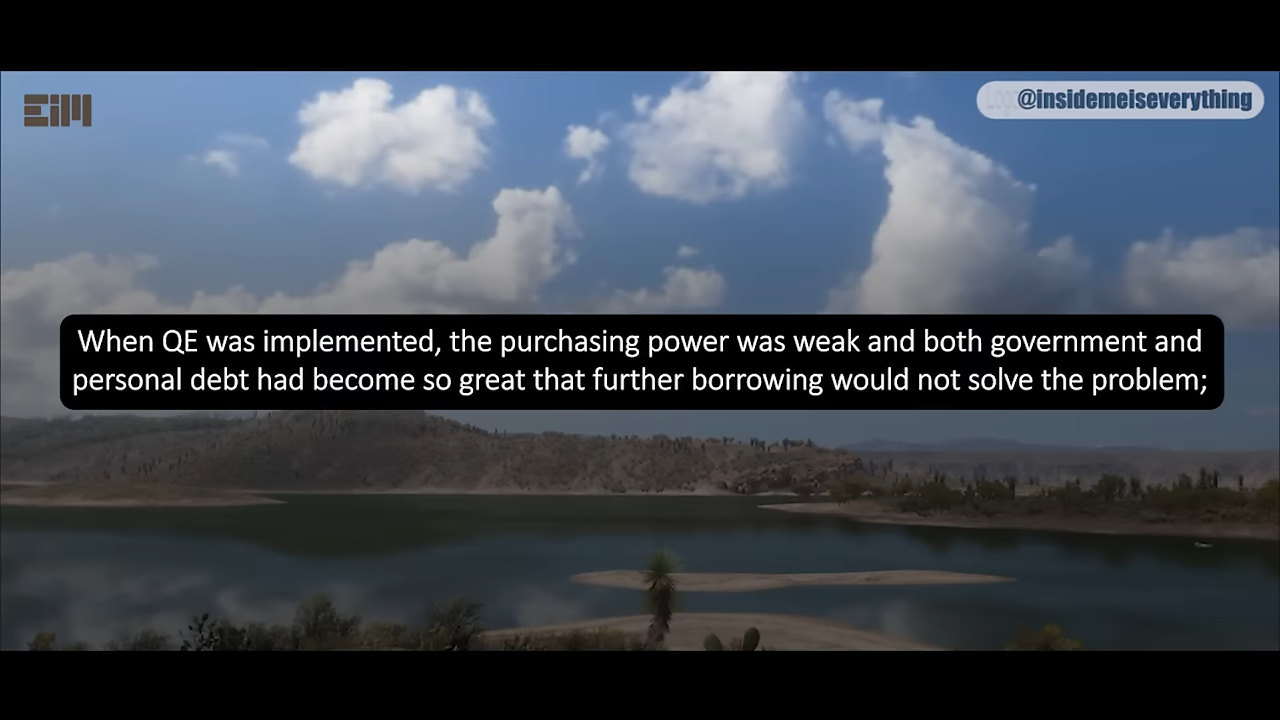 EiM
@insidemeiseverything
When QE was implemented, the purchasing power was weak and both government and
personal debt had become so great that further borrowing would not solve the problem;